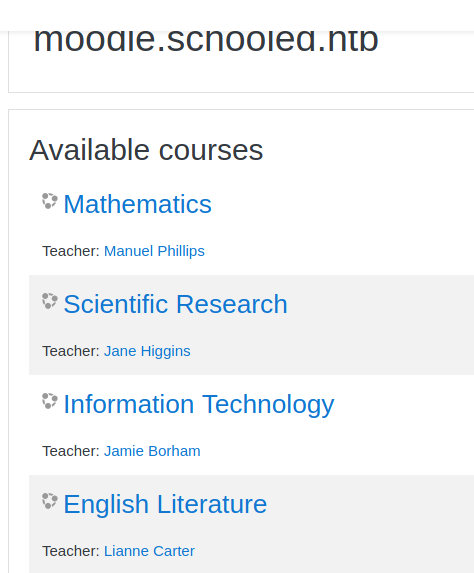 moodle.schooled.htb
Available courses
Mathematics
Teacher: Manuel Phillips
Scientific Research
Teacher: Jane Higgins
Information Technology
Teacher: Jamie Borham
English Literature
Teacher: Lianne Carter